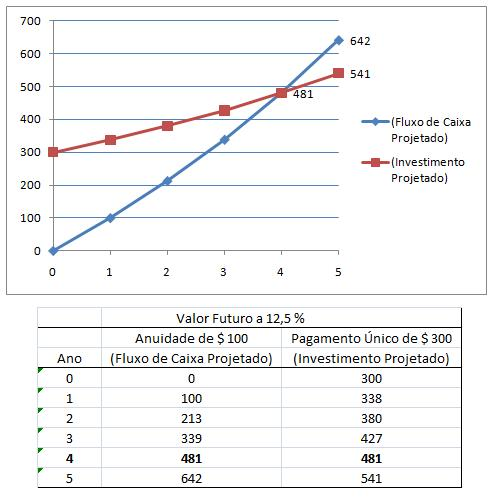 700
600
500
400
300
200
100
0
0 1 2 3 4 5
642
541
481
(Fluxo de Caixa
Projetado)
(Investimento
Projetado)
Valor Futuro a 12,5 %
Anuidade de $ 100 Pagamento Único de $ 300
Ano (Fluxo de Caixa Projetado) (Investimento Projetado)
0 0 300
1 100 338
2 213 380
3 339 427
4 481 481
5 642 541